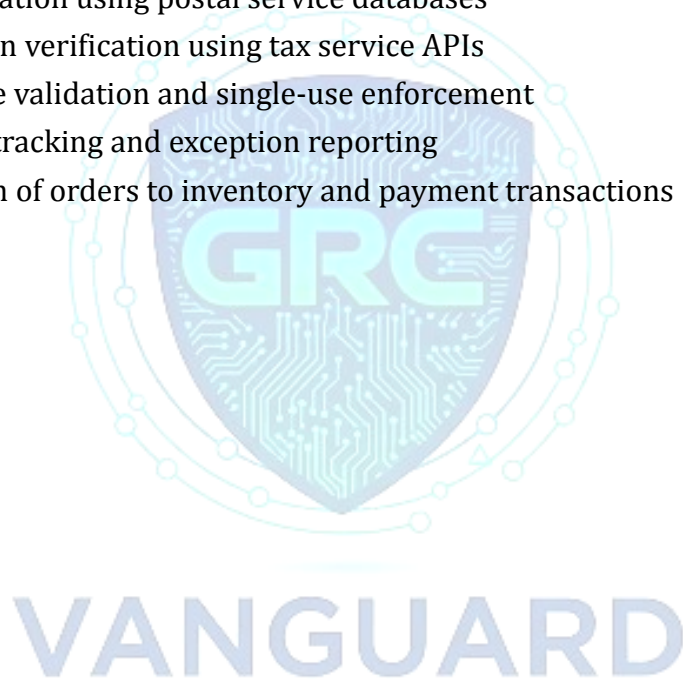 ation using postal service databases
n verification using tax service APIs
e validation and single-use enforcement
tracking and exception reporting
n of orders to inventory and payment transactions
GRC
VANGUARD